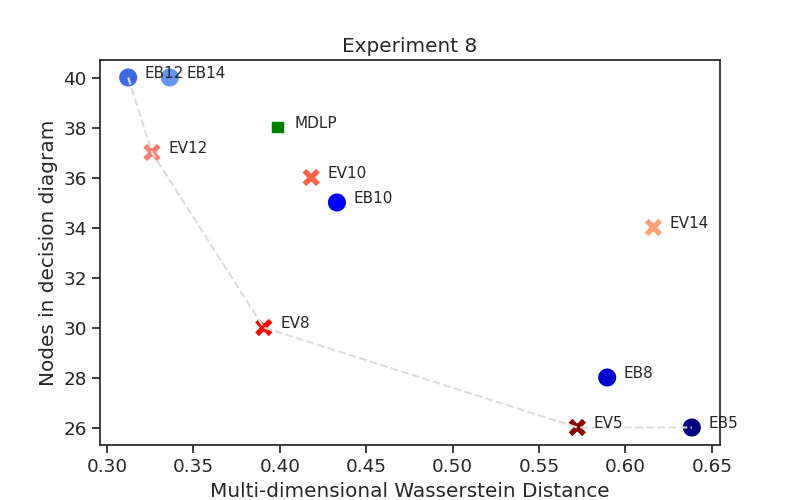 Experiment 8
Nodes in decision diagram
40
38
36
34
32
30
28
26
EB12
EB14
MDLP
EV12
EV10
EB10
EV14
EV8
EB8
EV5
EB5
0.30
0.35
0.40
0.45
0.50
0.55
0.60
0.65
Multi-dimensional Wasserstein Distance